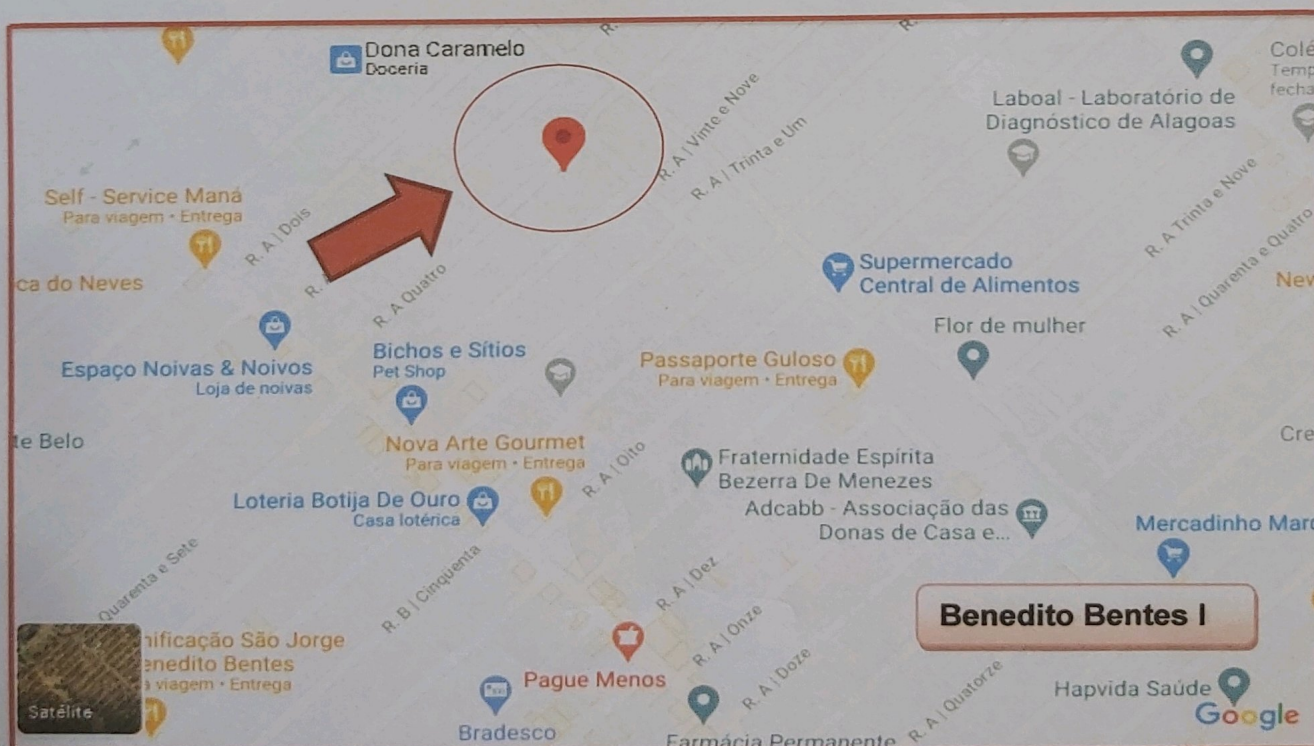 Dona Caramelo
Doceria
R.
R.
Colé
Temp
fecha
Laboal - Laboratório de
Diagnóstico de Alagoas
R. A | Vinte e Nove
R. A | Trinta e Um
Self - Service Maná
Para viagem • Entrega
R. A | Dois
R. A Trinta e Nove
R. A | Quarenta e Quatro
ca do Neves
R.
R. A Quatro
Supermercado
Central de Alimentos
New
Flor de mulher
Espaço Noivas & Noivos
Loja de noivas
Bichos e Sítios
Pet Shop
Passaporte Guloso
Para viagem • Entrega
te Belo
Nova Arte Gourmet
Para viagem • Entrega
R. A | Oito
Cre
Fraternidade Espírita
Bezerra De Menezes
Loteria Botija De Ouro
Casa lotérica
Adcabb - Associação das
Donas de Casa e...
Mercadinho Marc
Quarenta e Sete
R. B | Cinquenta
R. A | Dez
R. A | Onze
R. A | Doze
R. A | Quatorze
Benedito Bentes I
nificação São Jorge
enedito Bentes
a viagem • Entrega
Satélite
Pague Menos
Bradesco
Farmácia Permanente
Hapvida Saúde
Google